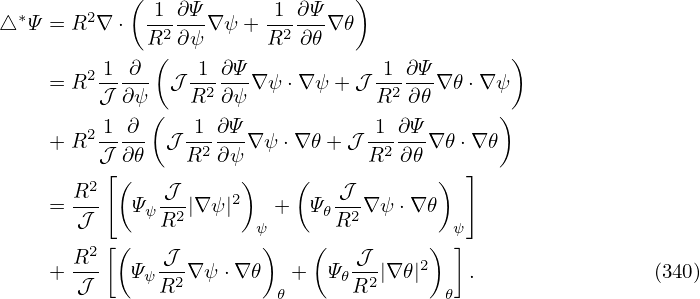 △*Ψ = R²∇ · ( 1/R² ∂Ψ/∂ψ ∇ψ + 1/R² ∂Ψ/∂θ ∇θ )
= R² 1/𝒥 ∂/∂ψ ( 𝒥 1/R² ∂Ψ/∂ψ ∇ψ · ∇ψ + 𝒥 1/R² ∂Ψ/∂θ ∇θ · ∇ψ )
+ R² 1/𝒥 ∂/∂θ ( 𝒥 1/R² ∂Ψ/∂ψ ∇ψ · ∇θ + 𝒥 1/R² ∂Ψ/∂θ ∇θ · ∇θ )
= R²/𝒥 [ ( Ψ_ψ 𝒥/R² |∇ψ|² )_ψ + ( Ψ_θ 𝒥/R² ∇ψ · ∇θ )_ψ ]
+ R²/𝒥 [ ( Ψ_ψ 𝒥/R² ∇ψ · ∇θ )_θ + ( Ψ_θ 𝒥/R² |∇θ|² )_θ ] . (340)